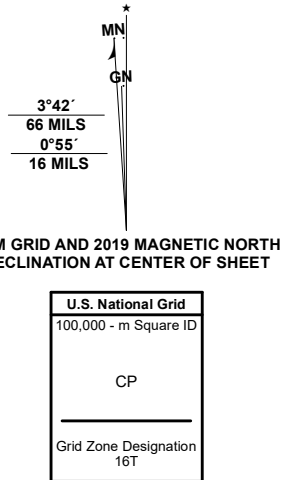 ★
MN
GN
3°42´
66 MILS
0°55´
16 MILS
M GRID AND 2019 MAGNETIC NORTH
ECLINATION AT CENTER OF SHEET
U.S. National Grid
100,000 - m Square ID
CP
Grid Zone Designation
16T